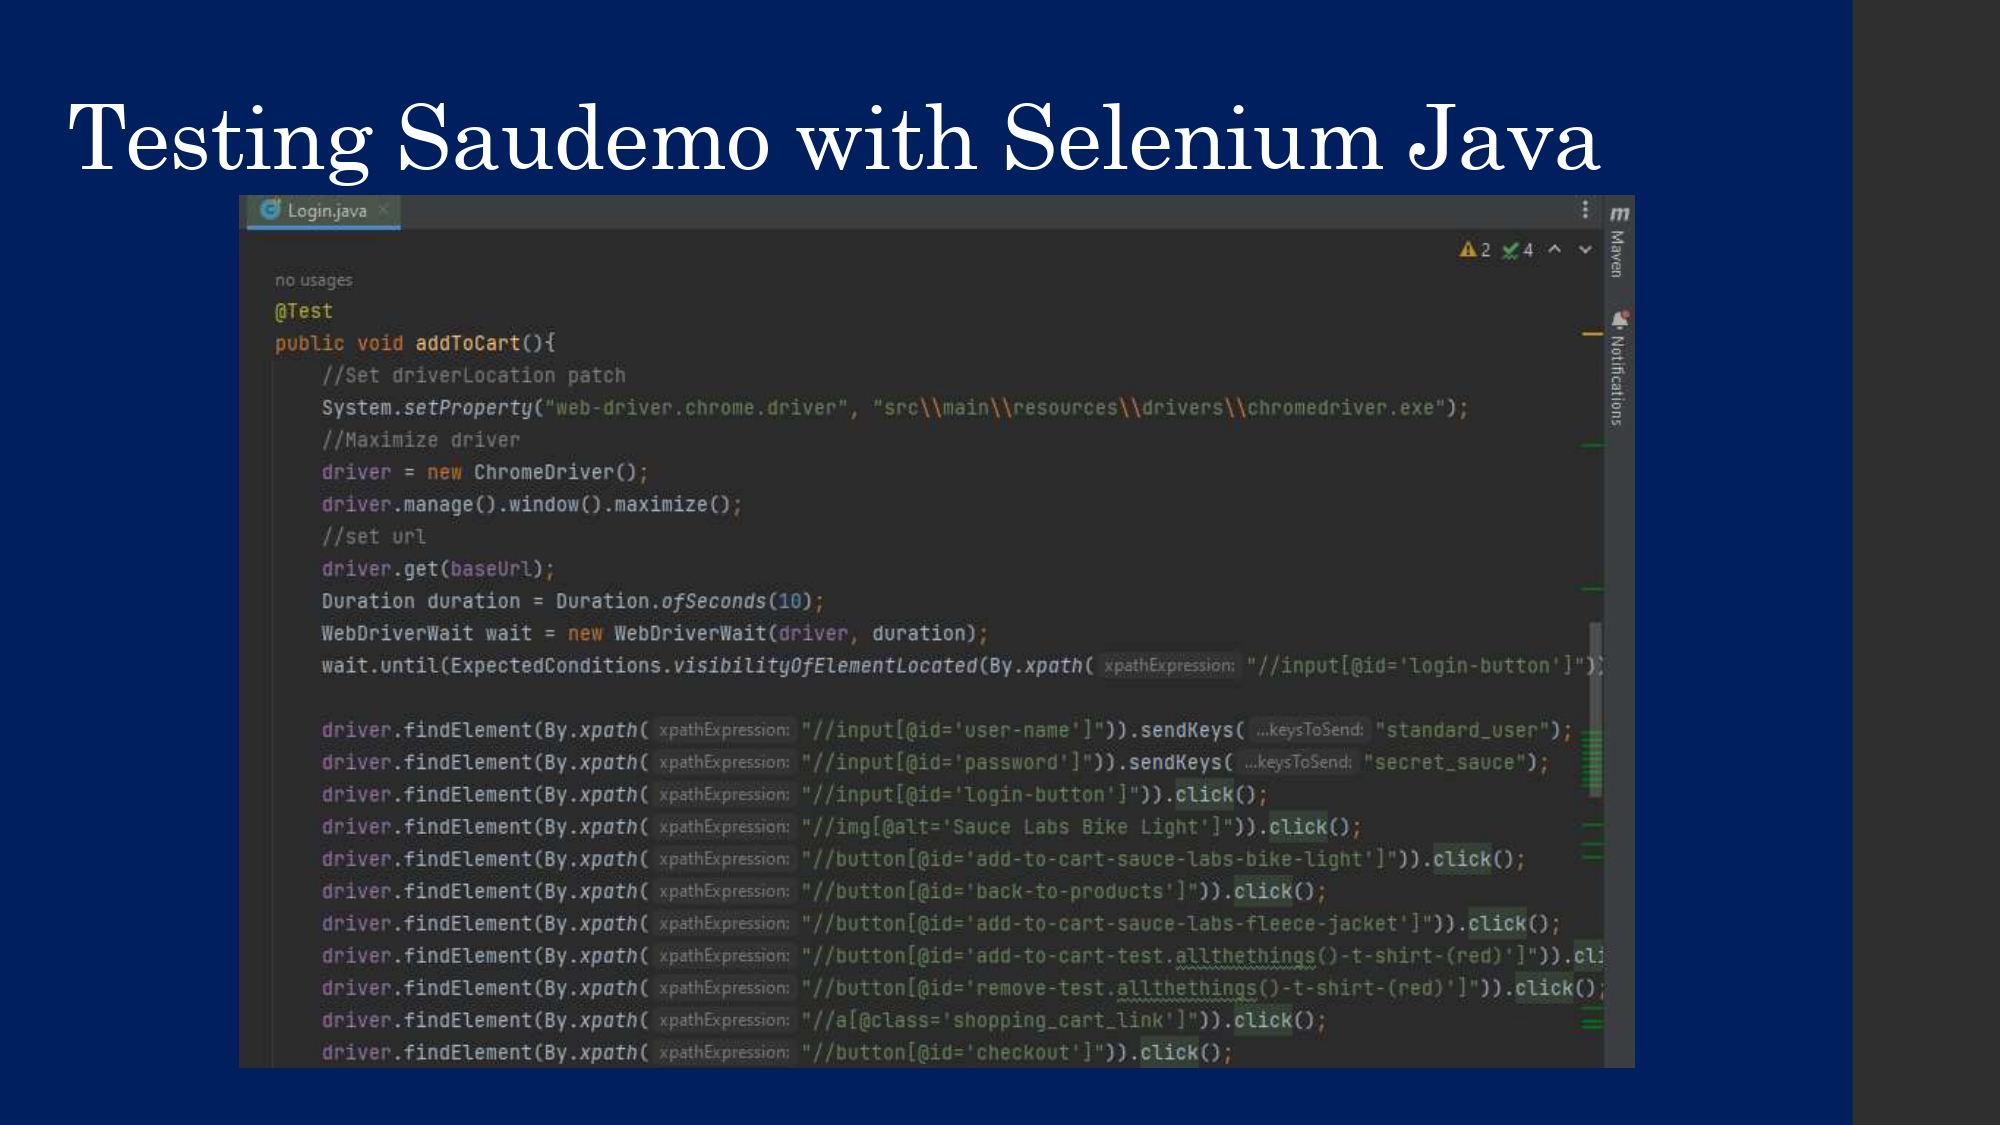 Testing Saudemo with Selenium Java
Login.java
m
Maven
Notifications
2 4
no usages
@Test
public void addToCart(){
//Set driverLocation patch
System.setProperty("web-driver.chrome.driver", "src\\main\\resources\\drivers\\chromedriver.exe");
//Maximize driver
driver = new ChromeDriver();
driver.manage().window().maximize();
//set url
driver.get(baseUrl);
Duration duration = Duration.ofSeconds(10);
WebDriverWait wait = new WebDriverWait(driver, duration);
wait.until(ExpectedConditions.visibilityOfElementLocated(By.xpath( xpathExpression: "//input[@id='login-button']"))
driver.findElement(By.xpath( xpathExpression: "//input[@id='user-name']")).sendKeys( ...keysToSend: "standard_user");
driver.findElement(By.xpath( xpathExpression: "//input[@id='password']")).sendKeys( ...keysToSend: "secret_sauce");
driver.findElement(By.xpath( xpathExpression: "//input[@id='login-button']")).click();
driver.findElement(By.xpath( xpathExpression: "//img[@alt='Sauce Labs Bike Light']")).click();
driver.findElement(By.xpath( xpathExpression: "//button[@id='add-to-cart-sauce-labs-bike-light']")).click();
driver.findElement(By.xpath( xpathExpression: "//button[@id='back-to-products']")).click();
driver.findElement(By.xpath( xpathExpression: "//button[@id='add-to-cart-sauce-labs-fleece-jacket']")).click();
driver.findElement(By.xpath( xpathExpression: "//button[@id='add-to-cart-test.allthethings()-t-shirt-(red)']")).cli
driver.findElement(By.xpath( xpathExpression: "//button[@id='remove-test.allthethings()-t-shirt-(red)']")).click();
driver.findElement(By.xpath( xpathExpression: "//a[@class='shopping_cart_link']")).click();
driver.findElement(By.xpath( xpathExpression: "//button[@id='checkout']")).click();